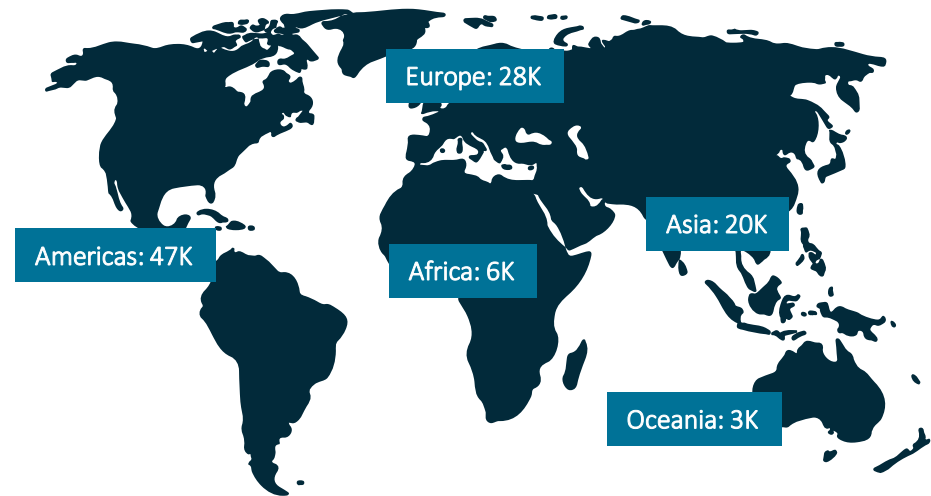 Europe: 28K
Asia: 20K
Americas: 47K
Africa: 6K
Oceania: 3K